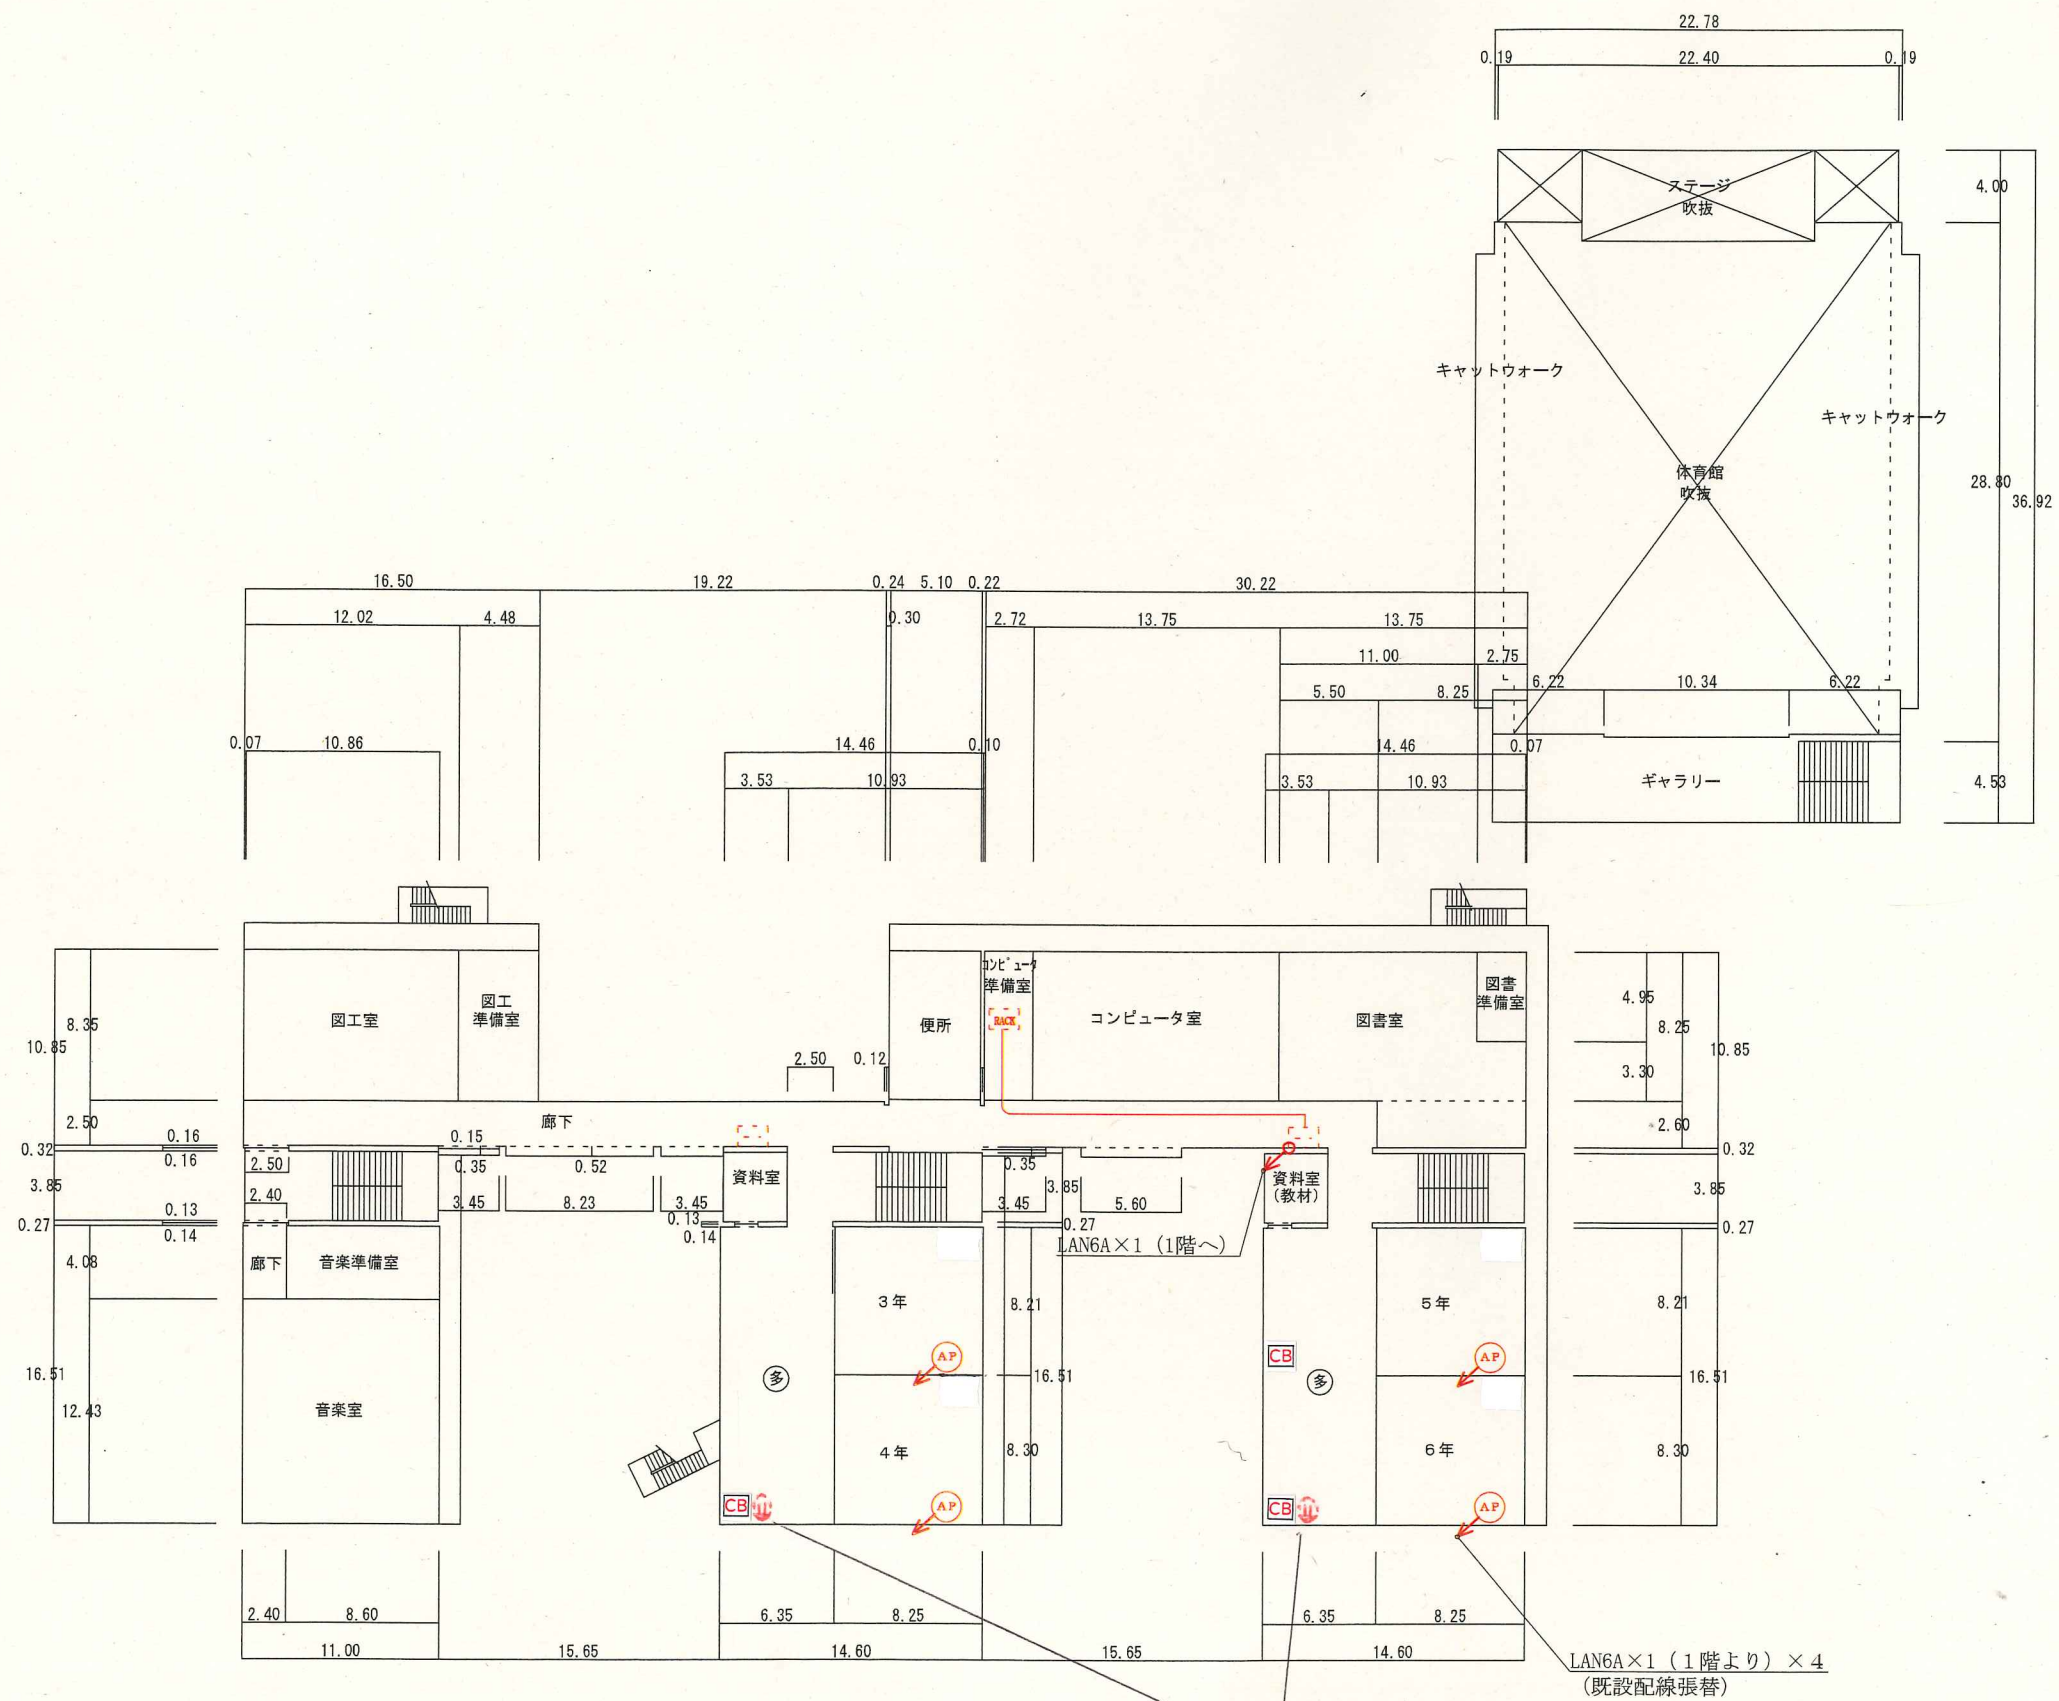 22.78
0.19 22.40 0.19
ステージ
吹抜
4.00
キャットウォーク
キャットウォーク
体育館
吹抜
28.80
36.92
16.50 19.22 0.24 5.10 0.22 30.22
12.02 4.48 0.30 2.72 13.75 13.75
11.00 2.75
5.50 8.25
6.22 10.34 6.22
0.07 10.86 14.46 0.10 14.46 0.07
3.53 10.93 3.53 10.93
ギャラリー
4.53
8.35
10.85
2.50
0.16
0.32
0.16
3.85
0.13
0.27
0.14
4.08
16.51
12.43
図工室
図工
準備室
便所
コンピュータ
準備室
RACK
コンピュータ室
図書室
図書
準備室
2.50 0.12
廊下
4.95
8.25
10.85
3.30
2.60
0.32
3.85
0.27
8.21
16.51
8.30
2.50
2.40
0.15
0.35 0.52
3.45 8.23 3.45
0.13
0.14
資料室
0.35
3.45
3.85
5.60
0.27
資料室
(教材)
LAN6A×1 (1階へ)
廊下 音楽準備室
音楽室
3年
4年
多
AP
AP
CB
8.21
16.51
8.30
5年
6年
CB
多
AP
AP
CB
2.40 8.60 6.35 8.25 6.35 8.25
11.00 15.65 14.60 15.65 14.60
LAN6A×1 (1階より) ×4
(既設配線張替)